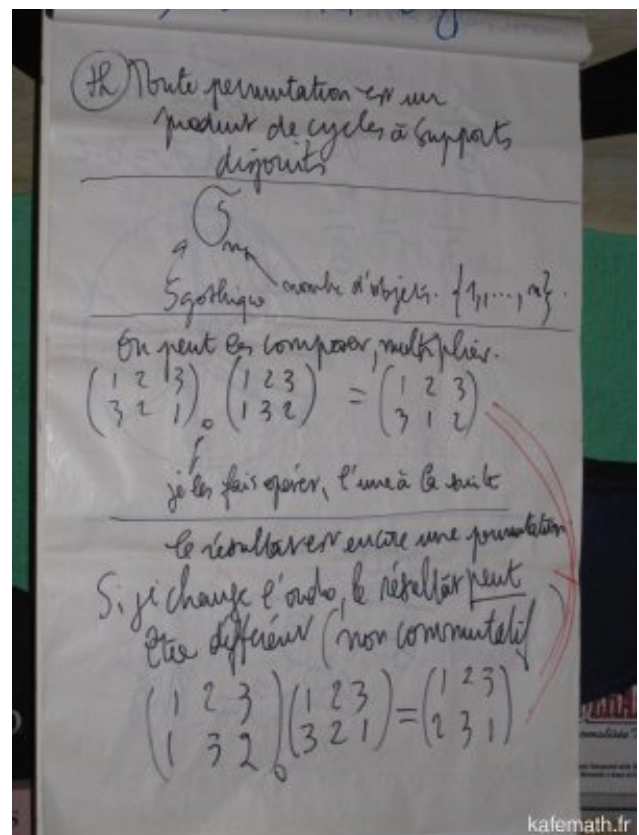 th Toute permutation est un
produit de cycles à supports
disjoints
S n
S gothique nombre d'objets. {1, ..., n}.
On peut les composer, multiplier.
(1 2 3) (1 2 3) = (1 2 3)
(3 2 1) o (1 3 2) (3 1 2)
je les fais opérer, l'une à la suite
le résultat est encore une permutation
Si je change l'ordre, le résultat peut
être différent (non commutatif)
(1 2 3) (1 2 3) = (1 2 3)
(1 3 2) o (3 2 1) (2 3 1)
kafemath.fr